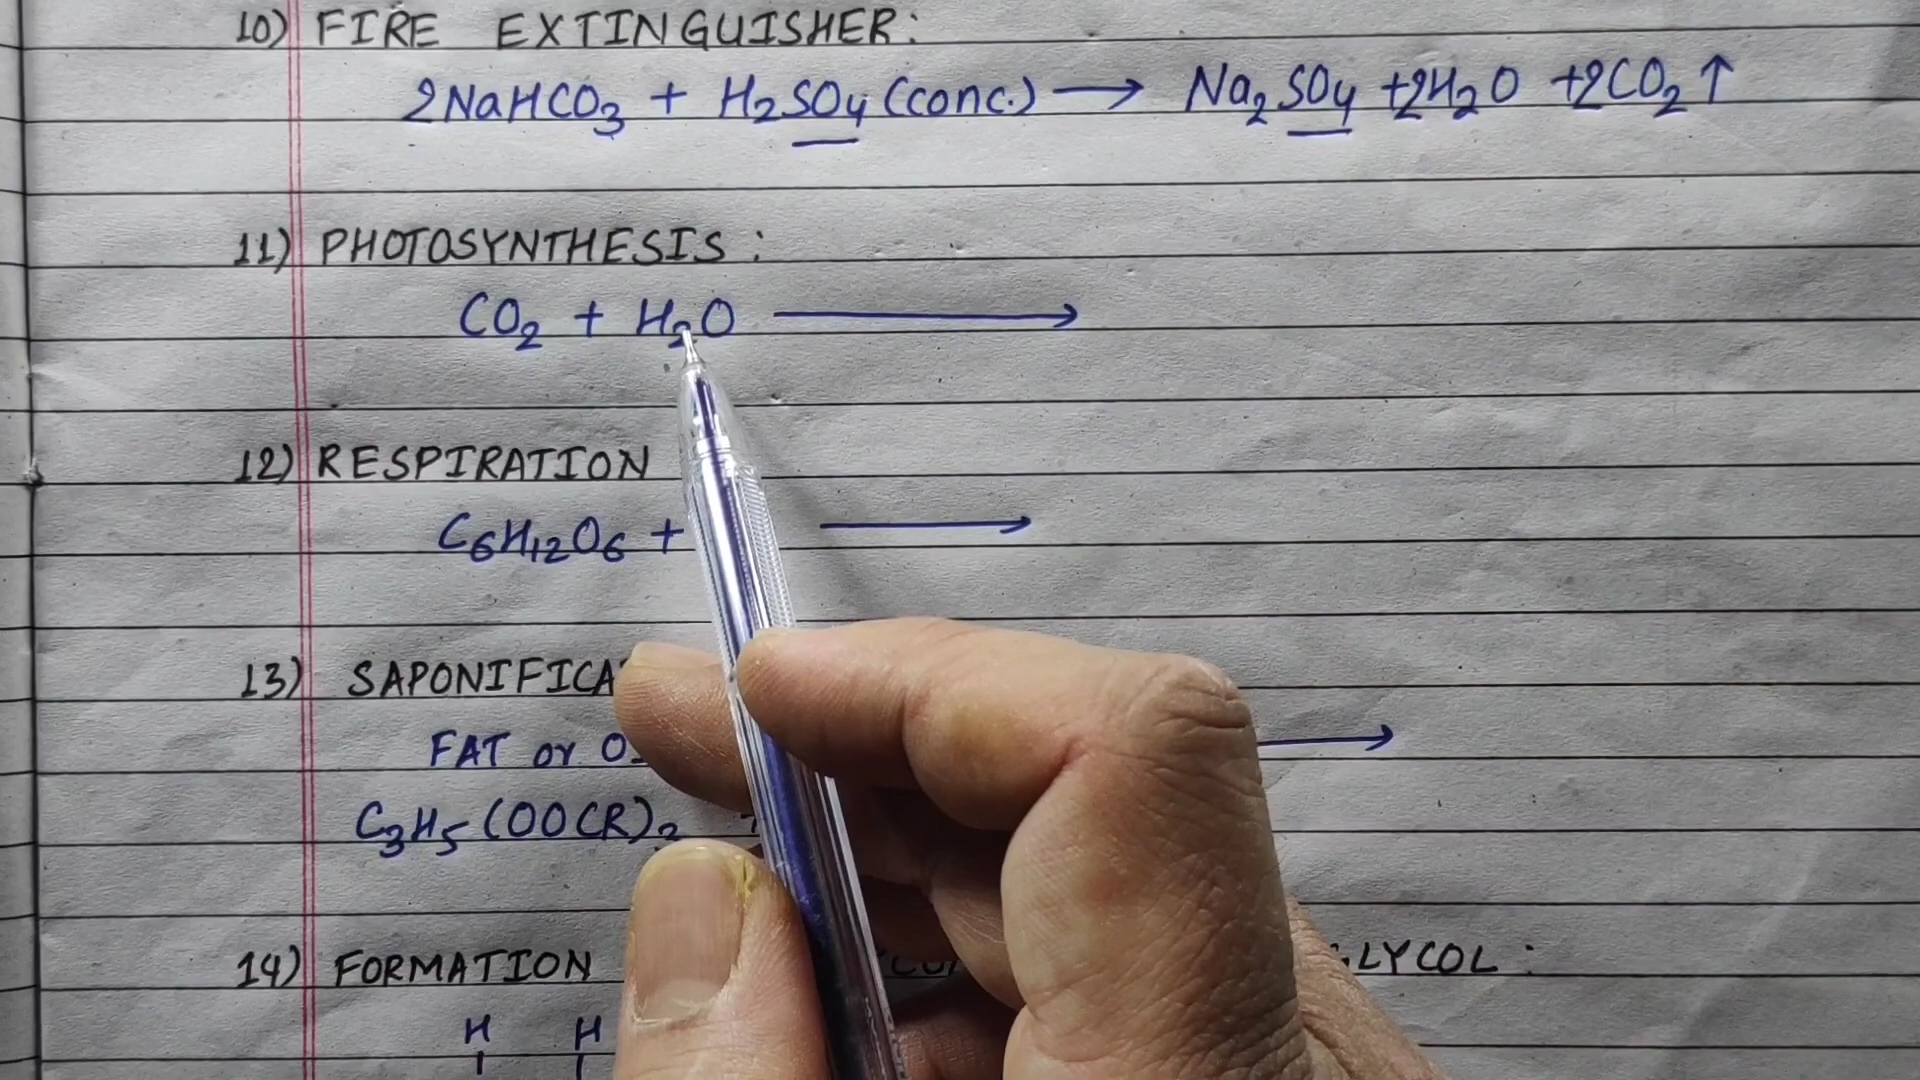 10) FIRE EXTINGUISHER:
2NaHCO₃ + H₂SO₄ (conc.) → Na₂SO₄ + 2H₂O + 2CO₂ ↑
11) PHOTOSYNTHESIS:
CO₂ + H₂O →
12) RESPIRATION
C₆H₁₂O₆ + →
13) SAPONIFICA
FAT or O →
C₃H₅(OOCR)₃
14) FORMATION LYCOL:
H H